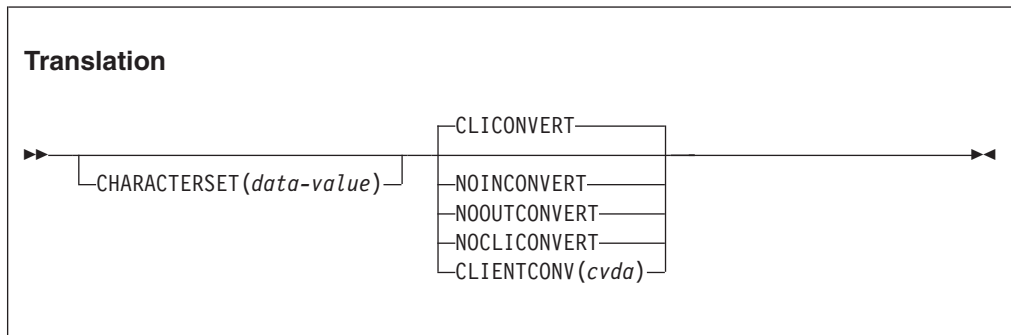 Translation
CLICONVERT
CHARACTERSET(data-value)
NOINCONVERT
NOOUTCONVERT
NOCLICONVERT
CLIENTCONV(cvda)